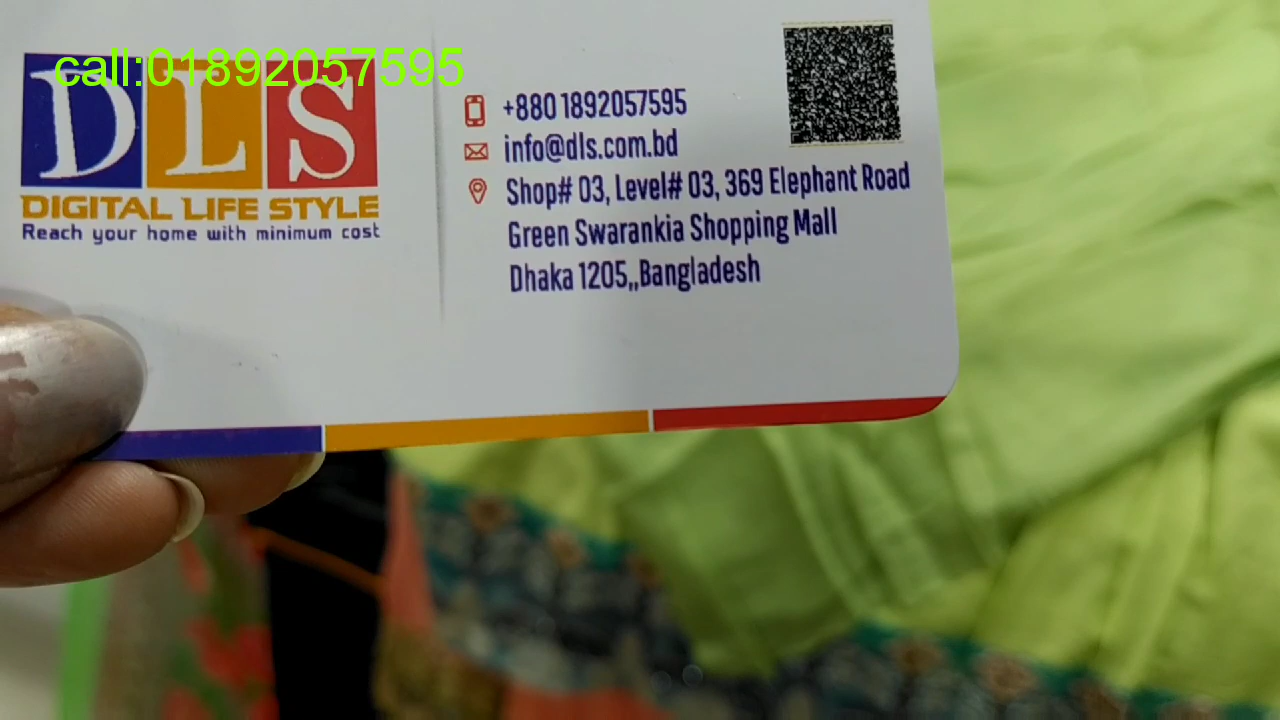 call:01892057595
DLS
DIGITAL LIFE STYLE
Reach your home with minimum cost
+880 1892057595
info@dls.com.bd
Shop# 03, Level# 03, 369 Elephant Road
Green Swarankia Shopping Mall
Dhaka 1205,,Bangladesh